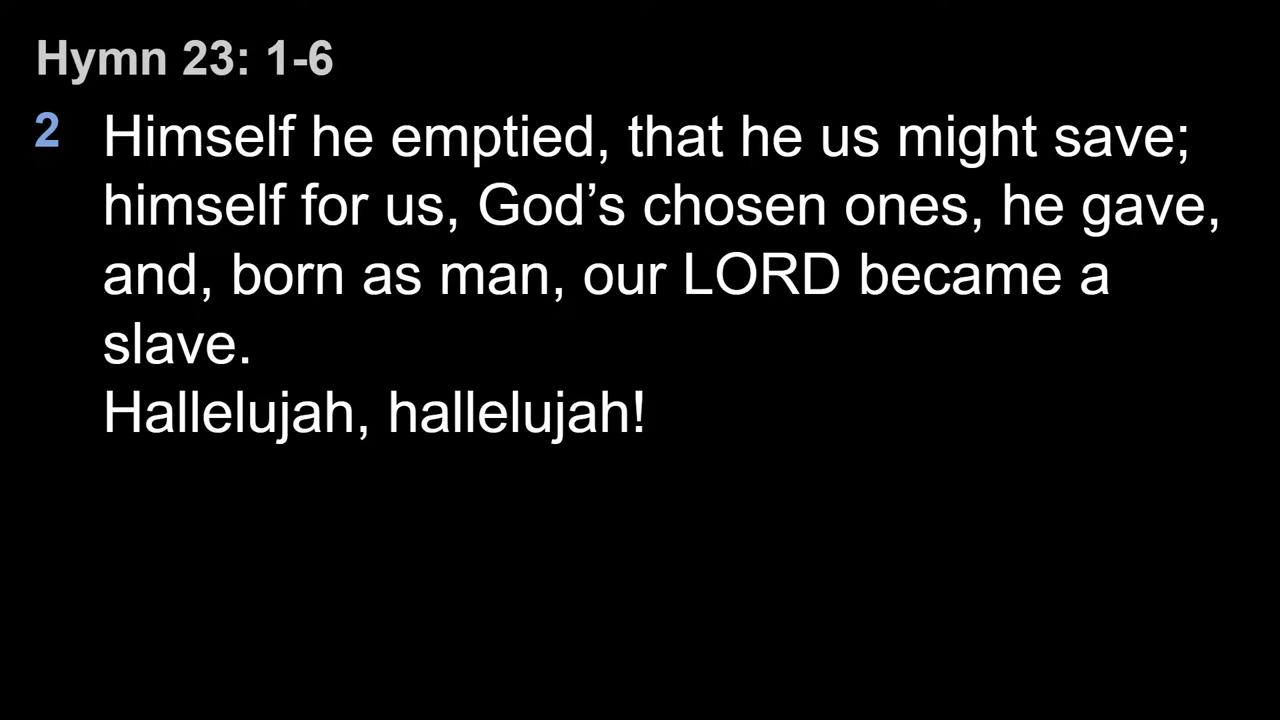 Hymn 23: 1-6
2 Himself he emptied, that he us might save;
himself for us, God’s chosen ones, he gave,
and, born as man, our LORD became a
slave.
Hallelujah, hallelujah!